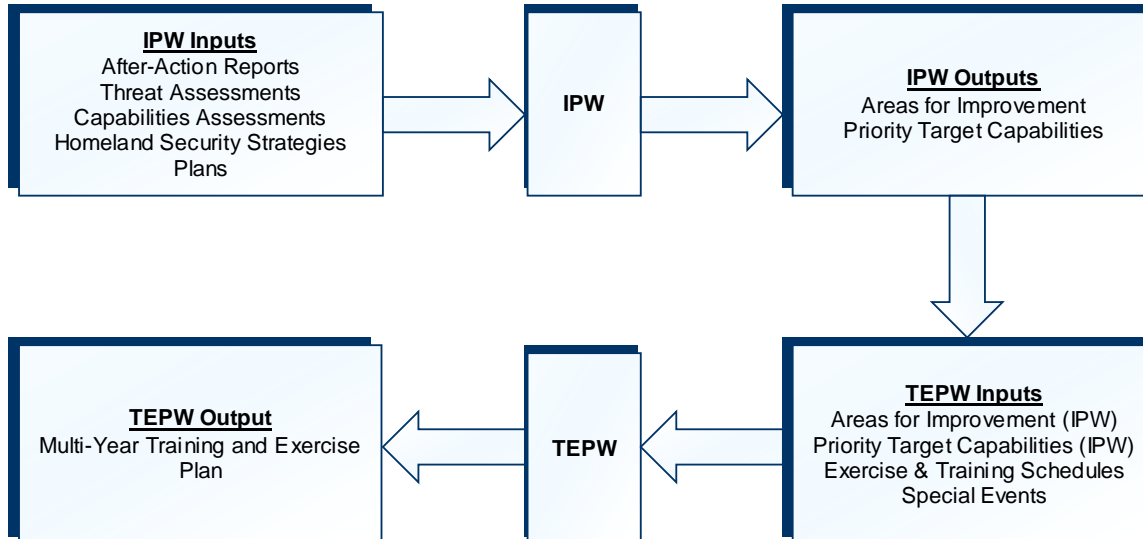 IPW Inputs
After-Action Reports
Threat Assessments
Capabilities Assessments
Homeland Security Strategies
Plans
IPW
IPW Outputs
Areas for Improvement
Priority Target Capabilities
TEPW Inputs
Areas for Improvement (IPW)
Priority Target Capabilities (IPW)
Exercise & Training Schedules
Special Events
TEPW
TEPW Output
Multi-Year Training and Exercise
Plan